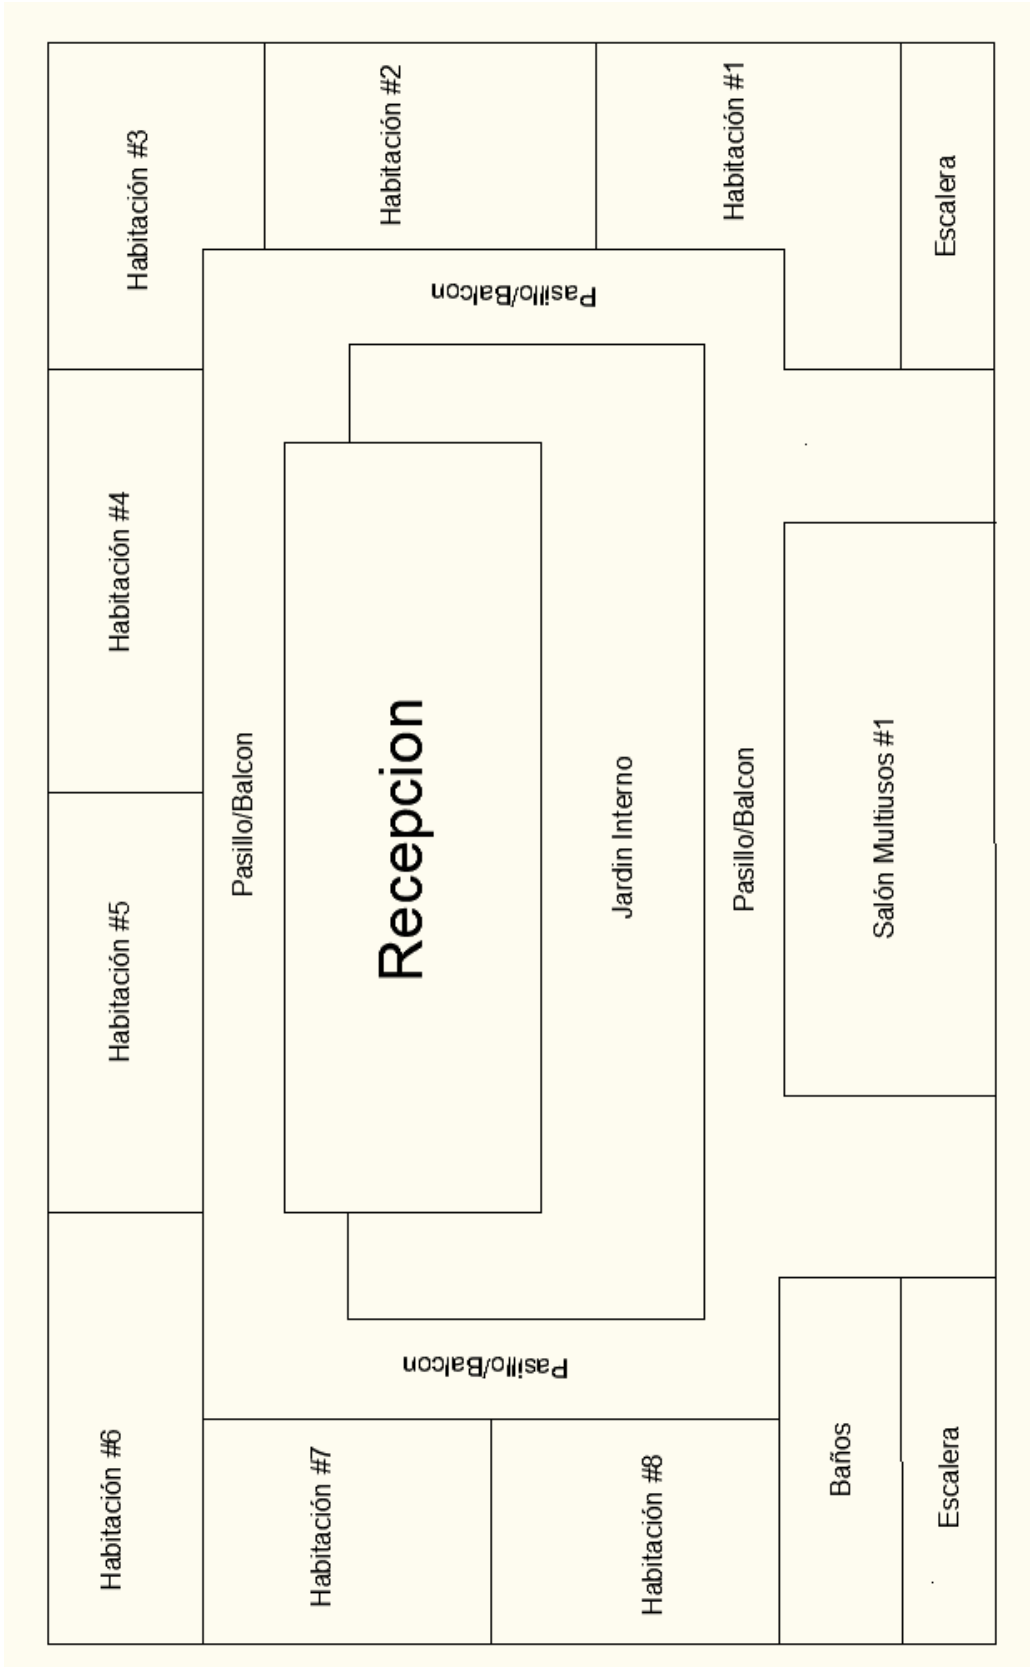 Habitación #3
Habitación #2
Habitación #1
Escalera
Pasillo/Balcon
Habitación #4
Habitación #5
Pasillo/Balcon
Recepcion
Jardin Interno
Pasillo/Balcon
Salón Multiusos #1
Pasillo/Balcon
Habitación #6
Habitación #7
Habitación #8
Baños
Escalera